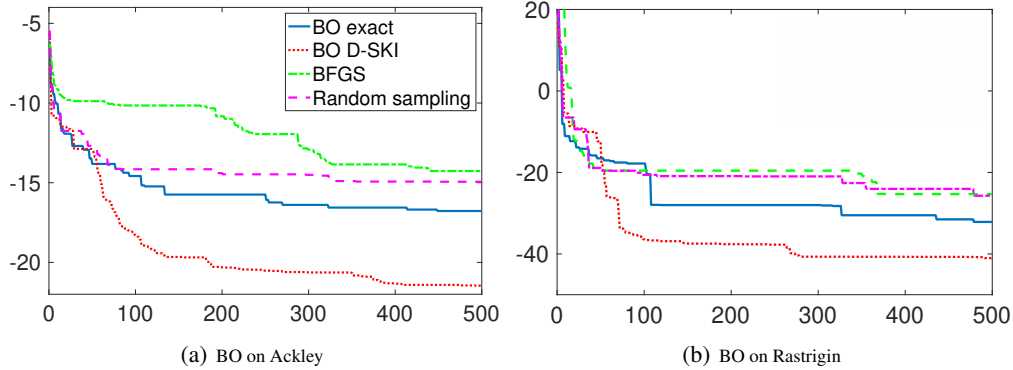 -5
-10
-15
-20
0 100 200 300 400 500
BO exact
BO D-SKI
BFGS
Random sampling
(a) BO on Ackley
20
0
-20
-40
0 100 200 300 400 500
(b) BO on Rastrigin